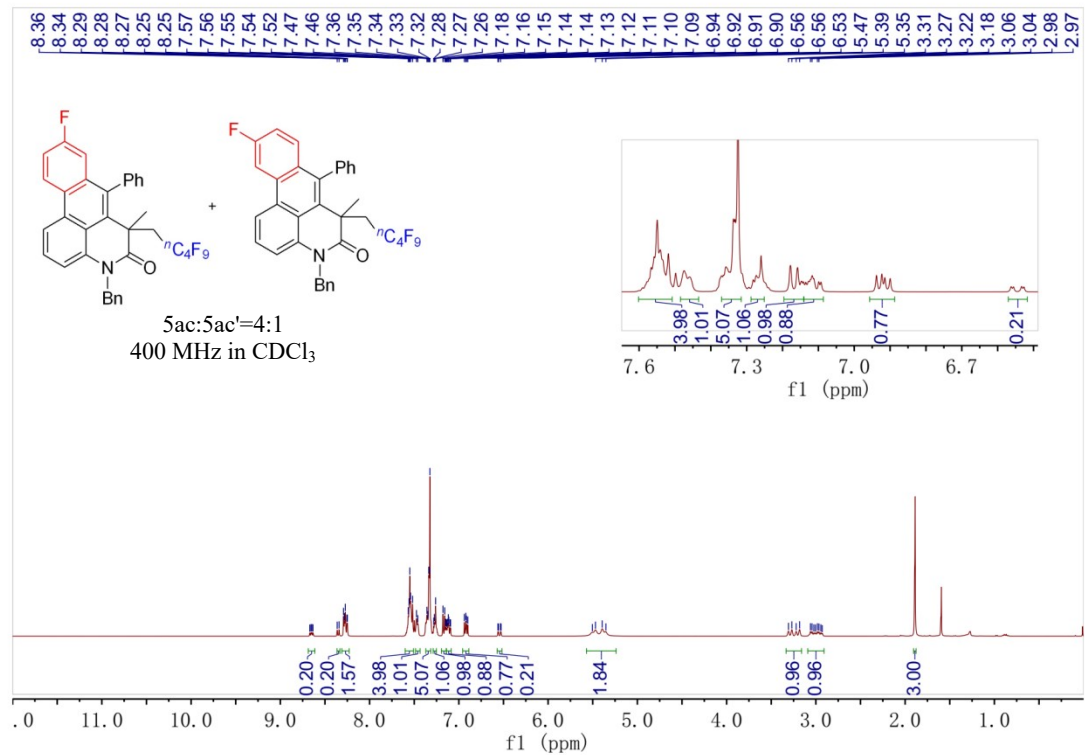 8.36 8.34 8.29 8.28 8.28 8.27 8.25 8.25 7.57 7.56 7.55 7.54 7.52 7.47 7.46 7.36 7.35 7.34 7.33 7.32 7.28 7.27 7.26 7.18 7.16 7.15 7.14 7.14 7.13 7.12 7.11 7.10 7.09 6.94 6.92 6.91 6.90 6.56 6.56 6.53 5.47 5.39 5.35 3.31 3.27 3.22 3.18 3.06 3.04 2.98 2.97
F
Ph
ⁿC₄F₉
N
O
Bn
+
F
Ph
ⁿC₄F₉
N
O
Bn
5ac:5ac'=4:1
400 MHz in CDCl₃
3.98 1.01 5.07 1.06 0.98 0.88 0.77 0.21
7.6 7.3 7.0 6.7
f1 (ppm)
0.20 0.20 1.57 3.98 1.01 5.07 1.06 0.98 0.88 0.77 0.21 1.84 0.96 0.96 3.00
.0 11.0 10.0 9.0 8.0 7.0 6.0 5.0 4.0 3.0 2.0 1.0
f1 (ppm)